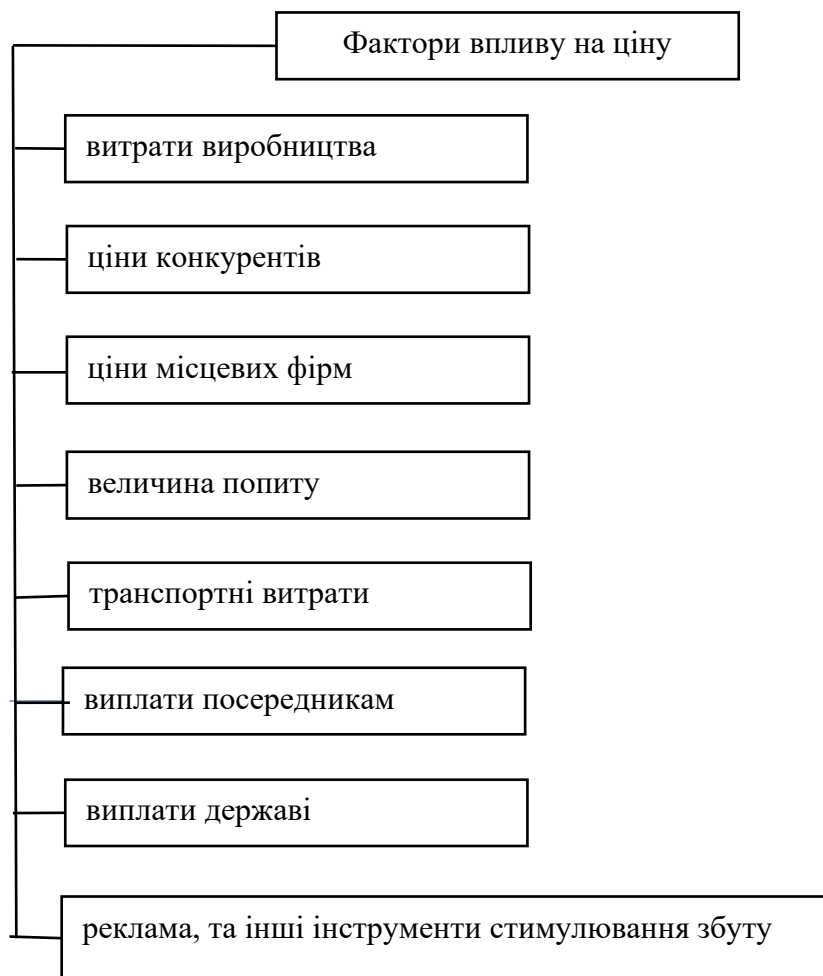 Фактори впливу на ціну
витрати виробництва
ціни конкурентів
ціни місцевих фірм
величина попиту
транспортні витрати
виплати посередникам
виплати державі
реклама, та інші інструменти стимулювання збуту